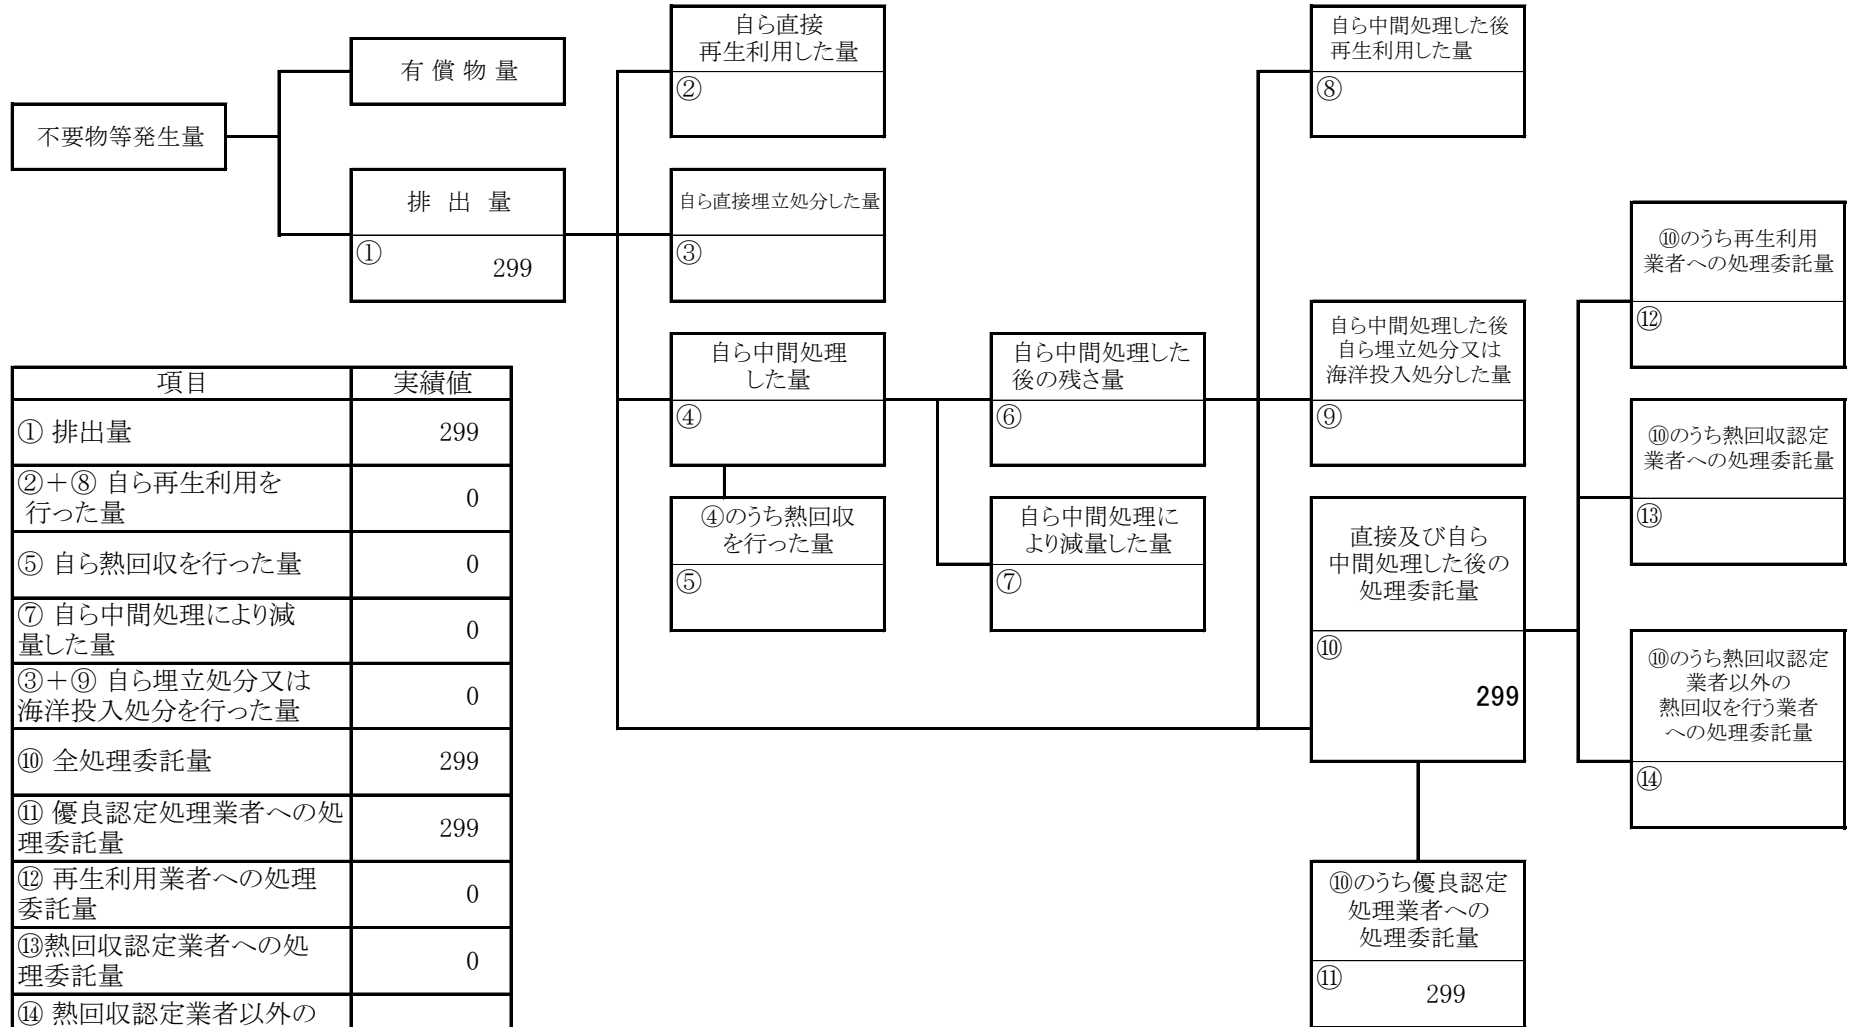 不要物等発生量
有 償 物 量
排 出 量
①
299
自ら直接
再生利用した量
②
自ら直接埋立処分した量
③
自ら中間処理
した量
④
④のうち熱回収
を行った量
⑤
自ら中間処理した
後の残さ量
⑥
自ら中間処理に
より減量した量
⑦
自ら中間処理した後
再生利用した量
⑧
自ら中間処理した後
自ら埋立処分又は
海洋投入処分した量
⑨
直接及び自ら
中間処理した後の
処理委託量
⑩
299
⑩のうち優良認定
処理業者への
処理委託量
⑪
299
⑩のうち再生利用
業者への処理委託量
⑫
⑩のうち熱回収認定
業者への処理委託量
⑬
⑩のうち熱回収認定
業者以外の
熱回収を行う業者
への処理委託量
⑭
項目 実績値
① 排出量 299
②＋⑧ 自ら再生利用を
行った量 0
⑤ 自ら熱回収を行った量 0
⑦ 自ら中間処理により減
量した量 0
③＋⑨ 自ら埋立処分又は
海洋投入処分を行った量 0
⑩ 全処理委託量 299
⑪ 優良認定処理業者への処
理委託量 299
⑫ 再生利用業者への処理
委託量 0
⑬熱回収認定業者への処
理委託量 0
⑭ 熱回収認定業者以外の